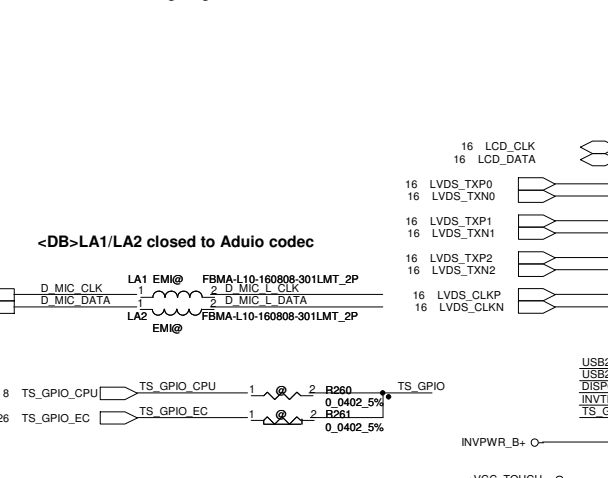 16 LCD_CLK
16 LCD_DATA
16 LVDS_TXP0
16 LVDS_TXN0
16 LVDS_TXP1
16 LVDS_TXN1
<DB>LA1/LA2 closed to Aduio codec
16 LVDS_TXP2
16 LVDS_TXN2
LA1 EMI@ FBMA-L10-160808-301LMT_2P
D_MIC_CLK 1 2 D_MIC_L_CLK
D_MIC_DATA 1 2 D_MIC_L_DATA
LA2 FBMA-L10-160808-301LMT_2P
EMI@
16 LVDS_CLKP
16 LVDS_CLKN
8 TS_GPIO_CPU TS_GPIO_CPU 1 @ 2 R260 TS_GPIO
0_0402_5%
26 TS_GPIO_EC TS_GPIO_EC 1 @ 2 R261
0_0402_5%
USB2
USB2
INVPWR_B+